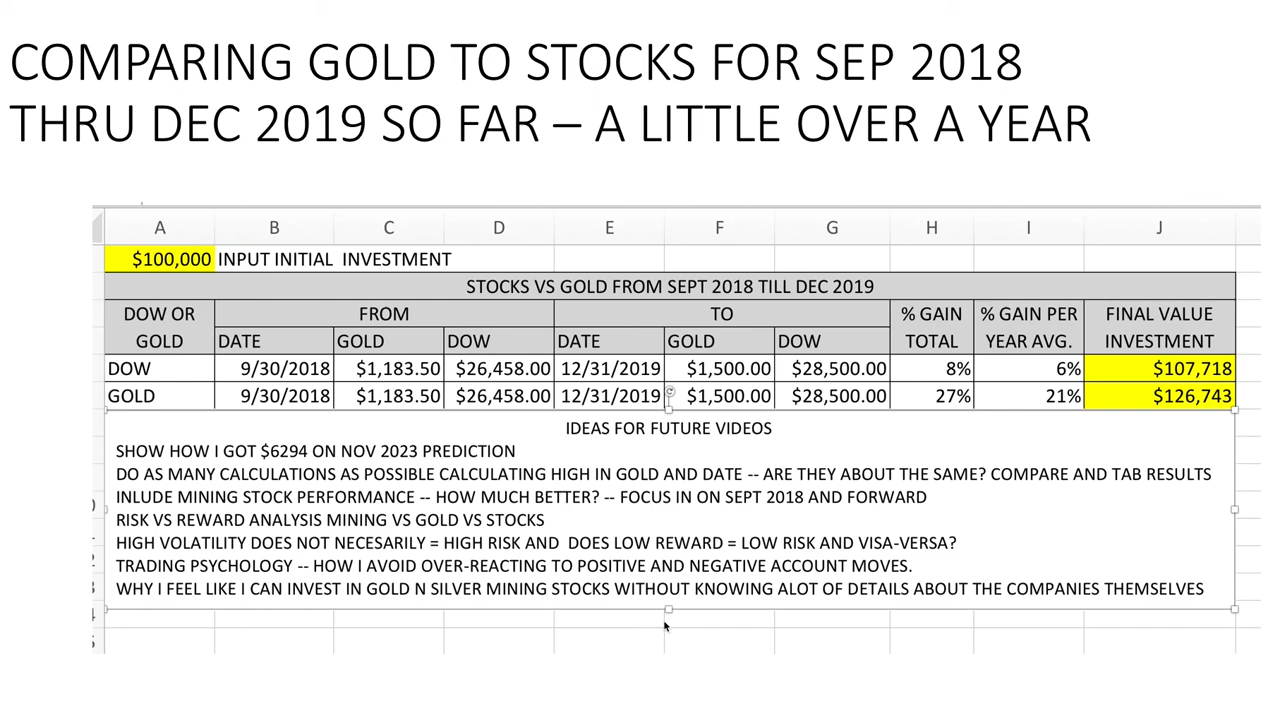 COMPARING GOLD TO STOCKS FOR SEP 2018
THRU DEC 2019 SO FAR – A LITTLE OVER A YEAR
A B C D E F G H I J
$100,000 INPUT INITIAL INVESTMENT
STOCKS VS GOLD FROM SEPT 2018 TILL DEC 2019
DOW OR FROM TO % GAIN % GAIN PER FINAL VALUE
GOLD DATE GOLD DOW DATE GOLD DOW TOTAL YEAR AVG. INVESTMENT
DOW 9/30/2018 $1,183.50 $26,458.00 12/31/2019 $1,500.00 $28,500.00 8% 6% $107,718
GOLD 9/30/2018 $1,183.50 $26,458.00 12/31/2019 $1,500.00 $28,500.00 27% 21% $126,743
IDEAS FOR FUTURE VIDEOS
SHOW HOW I GOT $6294 ON NOV 2023 PREDICTION
DO AS MANY CALCULATIONS AS POSSIBLE CALCULATING HIGH IN GOLD AND DATE -- ARE THEY ABOUT THE SAME? COMPARE AND TAB RESULTS
INLUDE MINING STOCK PERFORMANCE -- HOW MUCH BETTER? -- FOCUS IN ON SEPT 2018 AND FORWARD
RISK VS REWARD ANALYSIS MINING VS GOLD VS STOCKS
HIGH VOLATILITY DOES NOT NECESARILY = HIGH RISK AND DOES LOW REWARD = LOW RISK AND VISA-VERSA?
TRADING PSYCHOLOGY -- HOW I AVOID OVER-REACTING TO POSITIVE AND NEGATIVE ACCOUNT MOVES.
WHY I FEEL LIKE I CAN INVEST IN GOLD N SILVER MINING STOCKS WITHOUT KNOWING ALOT OF DETAILS ABOUT THE COMPANIES THEMSELVES